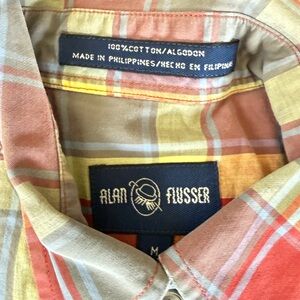 100% COTTON/ALGODON
MADE IN PHILIPPINES/HECHO EN FILIPINAS
ALAN FLUSSER
M